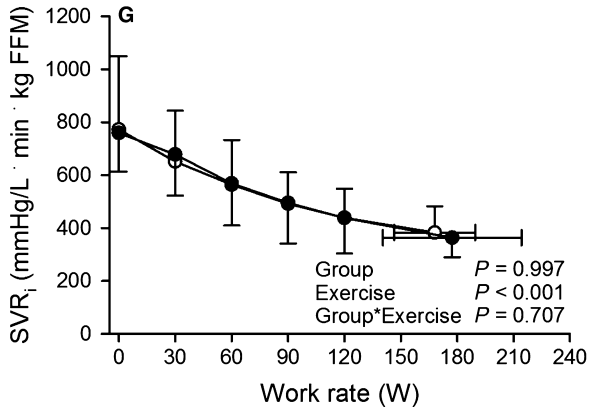 G
1200
1000
800
600
400
200
0
SVRi (mmHg/L · min · kg FFM)
Group P = 0.997
Exercise P < 0.001
Group*Exercise P = 0.707
0 30 60 90 120 150 180 210 240
Work rate (W)